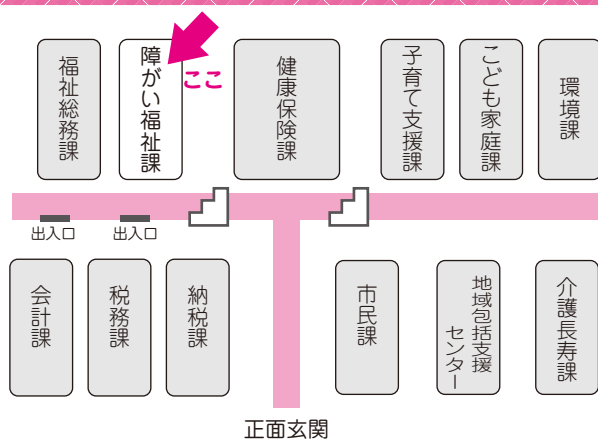 福祉総務課
障がい福祉課
ここ
健康保険課
子育て支援課
こども家庭課
環境課
出入口
出入口
会計課
税務課
納税課
市民課
地域包括支援
センター
介護長寿課
正面玄関